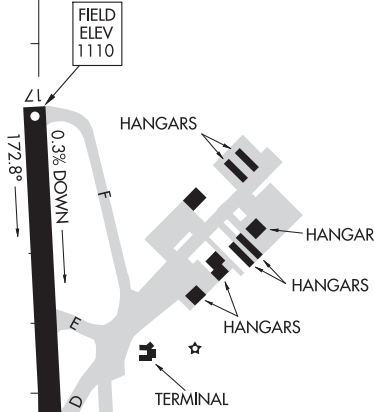 FIELD
ELEV
1110
17
172.8°
0.3% DOWN
F
HANGARS
HANGAR
HANGARS
HANGARS
E
TERMINAL
D